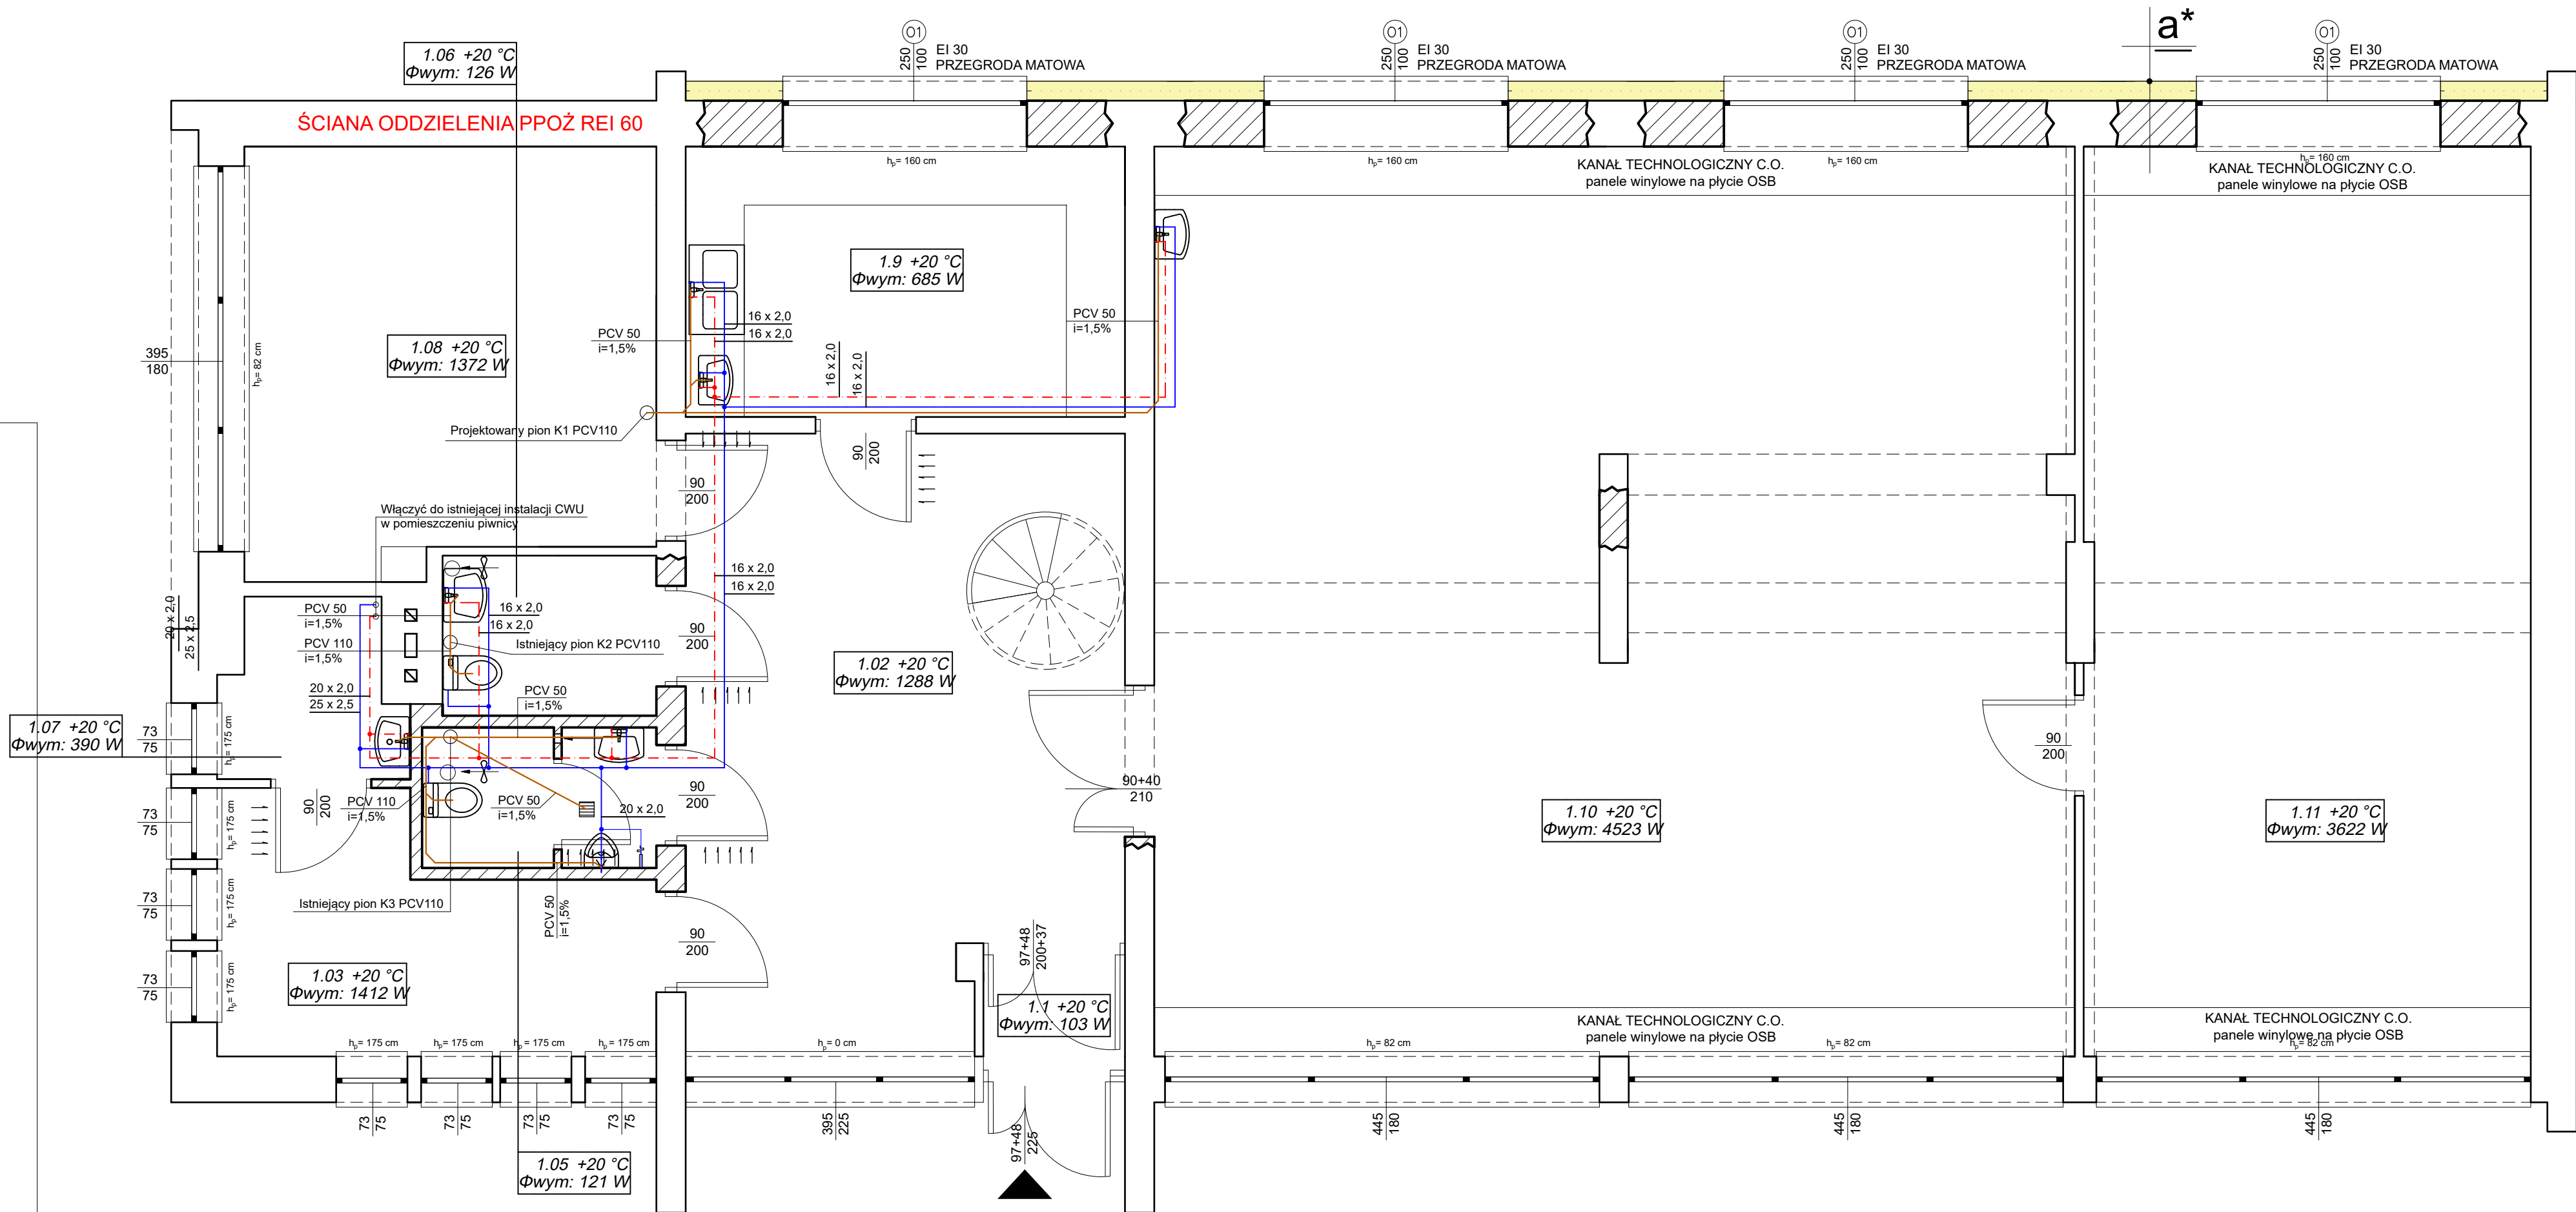 a*
O1
250
100
EI 30
PRZEGRODA MATOWA
O1
250
100
EI 30
PRZEGRODA MATOWA
O1
250
100
EI 30
PRZEGRODA MATOWA
O1
250
100
EI 30
PRZEGRODA MATOWA
1.06 +20 °C
Φwym: 126 W
ŚCIANA ODDZIELENIA PPOŻ REI 60
hp= 160 cm
hp= 160 cm
hp= 160 cm
hp= 160 cm
KANAŁ TECHNOLOGICZNY C.O.
panele winylowe na płycie OSB
KANAŁ TECHNOLOGICZNY C.O.
panele winylowe na płycie OSB
1.9 +20 °C
Φwym: 685 W
16 x 2,0
16 x 2,0
PCV 50
i=1,5%
PCV 50
i=1,5%
16 x 2,0
16 x 2,0
1.08 +20 °C
Φwym: 1372 W
395
180
hp= 82 cm
Projektowany pion K1 PCV110
90
200
90
200
Włączyć do istniejącej instalacji CWU
w pomieszczeniu piwnicy
16 x 2,0
16 x 2,0
20 x 2,0
25 x 2,5
PCV 50
i=1,5%
PCV 110
i=1,5%
16 x 2,0
16 x 2,0
Istniejący pion K2 PCV110
90
200
1.02 +20 °C
Φwym: 1288 W
20 x 2,0
25 x 2,5
PCV 50
i=1,5%
1.07 +20 °C
Φwym: 390 W
73
75
hp= 175 cm
90
200
90+40
210
90
200
PCV 110
i=1,5%
PCV 50
i=1,5%
20 x 2,0
90
200
73
75
hp= 175 cm
1.10 +20 °C
Φwym: 4523 W
1.11 +20 °C
Φwym: 3622 W
Istniejący pion K3 PCV110
73
75
hp= 175 cm
PCV 50
i=1,5%
90
200
97+48
200+37
73
75
hp= 175 cm
1.03 +20 °C
Φwym: 1412 W
1.1 +20 °C
Φwym: 103 W
KANAŁ TECHNOLOGICZNY C.O.
panele winylowe na płycie OSB
KANAŁ TECHNOLOGICZNY C.O.
panele winylowe na płycie OSB
hp= 175 cm
hp= 175 cm
hp= 175 cm
hp= 175 cm
hp= 0 cm
hp= 82 cm
hp= 82 cm
hp= 82 cm
73
75
73
75
73
75
73
75
395
225
97+48
225
445
180
445
180
445
180
1.05 +20 °C
Φwym: 121 W